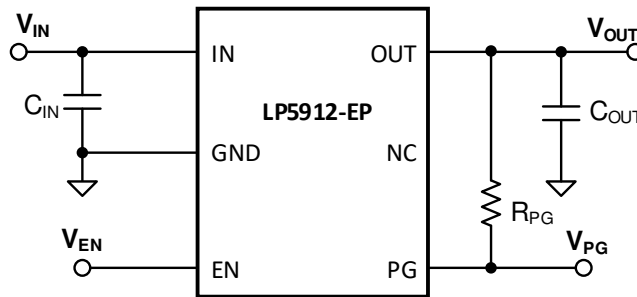 VIN
VOUT
IN
OUT
CIN
LP5912-EP
COUT
GND
NC
RPG
VEN
VPG
EN
PG